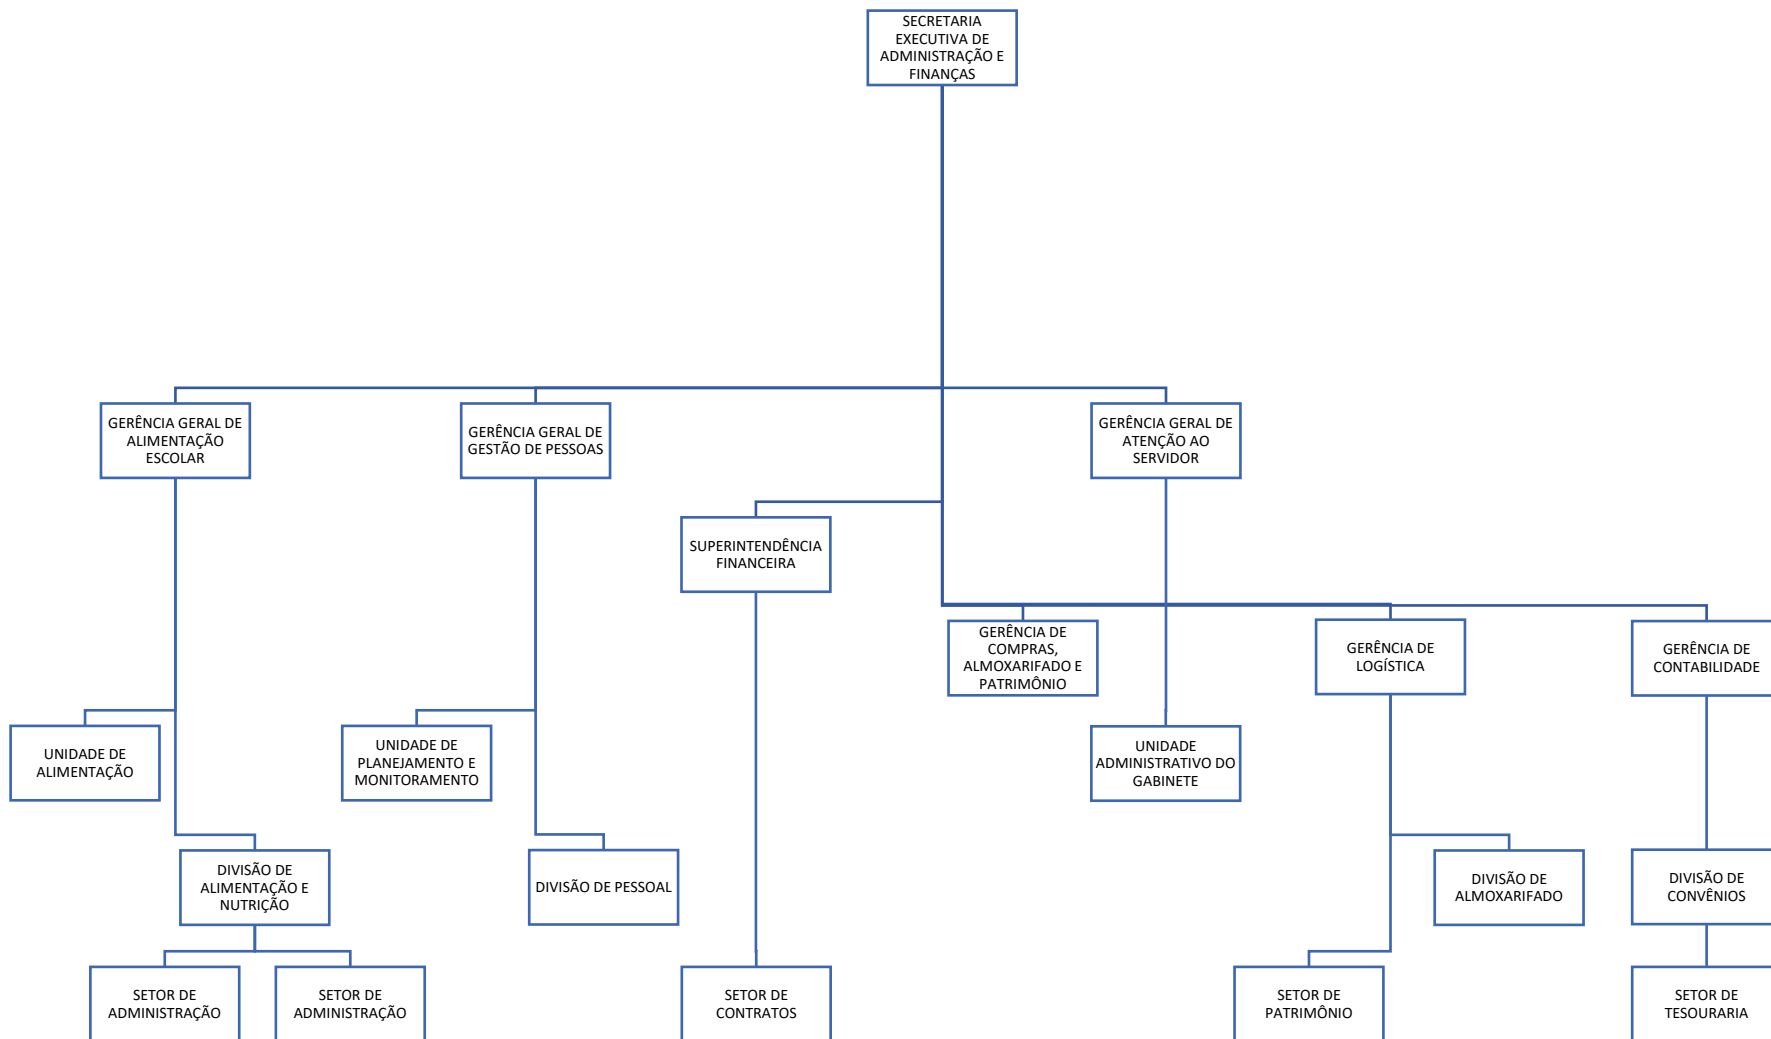 SECRETARIA
EXECUTIVA DE
ADMINISTRAÇÃO E
FINANÇAS
GERÊNCIA GERAL DE
ALIMENTAÇÃO
ESCOLAR
GERÊNCIA GERAL DE
GESTÃO DE PESSOAS
GERÊNCIA GERAL DE
ATENÇÃO AO
SERVIDOR
SUPERINTENDÊNCIA
FINANCEIRA
GERÊNCIA DE
COMPRAS,
ALMOXARIFADO E
PATRIMÔNIO
GERÊNCIA DE
LOGÍSTICA
GERÊNCIA DE
CONTABILIDADE
UNIDADE DE
ALIMENTAÇÃO
UNIDADE DE
PLANEJAMENTO E
MONITORAMENTO
UNIDADE
ADMINISTRATIVO DO
GABINETE
DIVISÃO DE
ALIMENTAÇÃO E
NUTRIÇÃO
DIVISÃO DE PESSOAL
DIVISÃO DE
ALMOXARIFADO
DIVISÃO DE
CONVÊNIOS
SETOR DE
ADMINISTRAÇÃO
SETOR DE
ADMINISTRAÇÃO
SETOR DE
CONTRATOS
SETOR DE
PATRIMÔNIO
SETOR DE
TESOURARIA